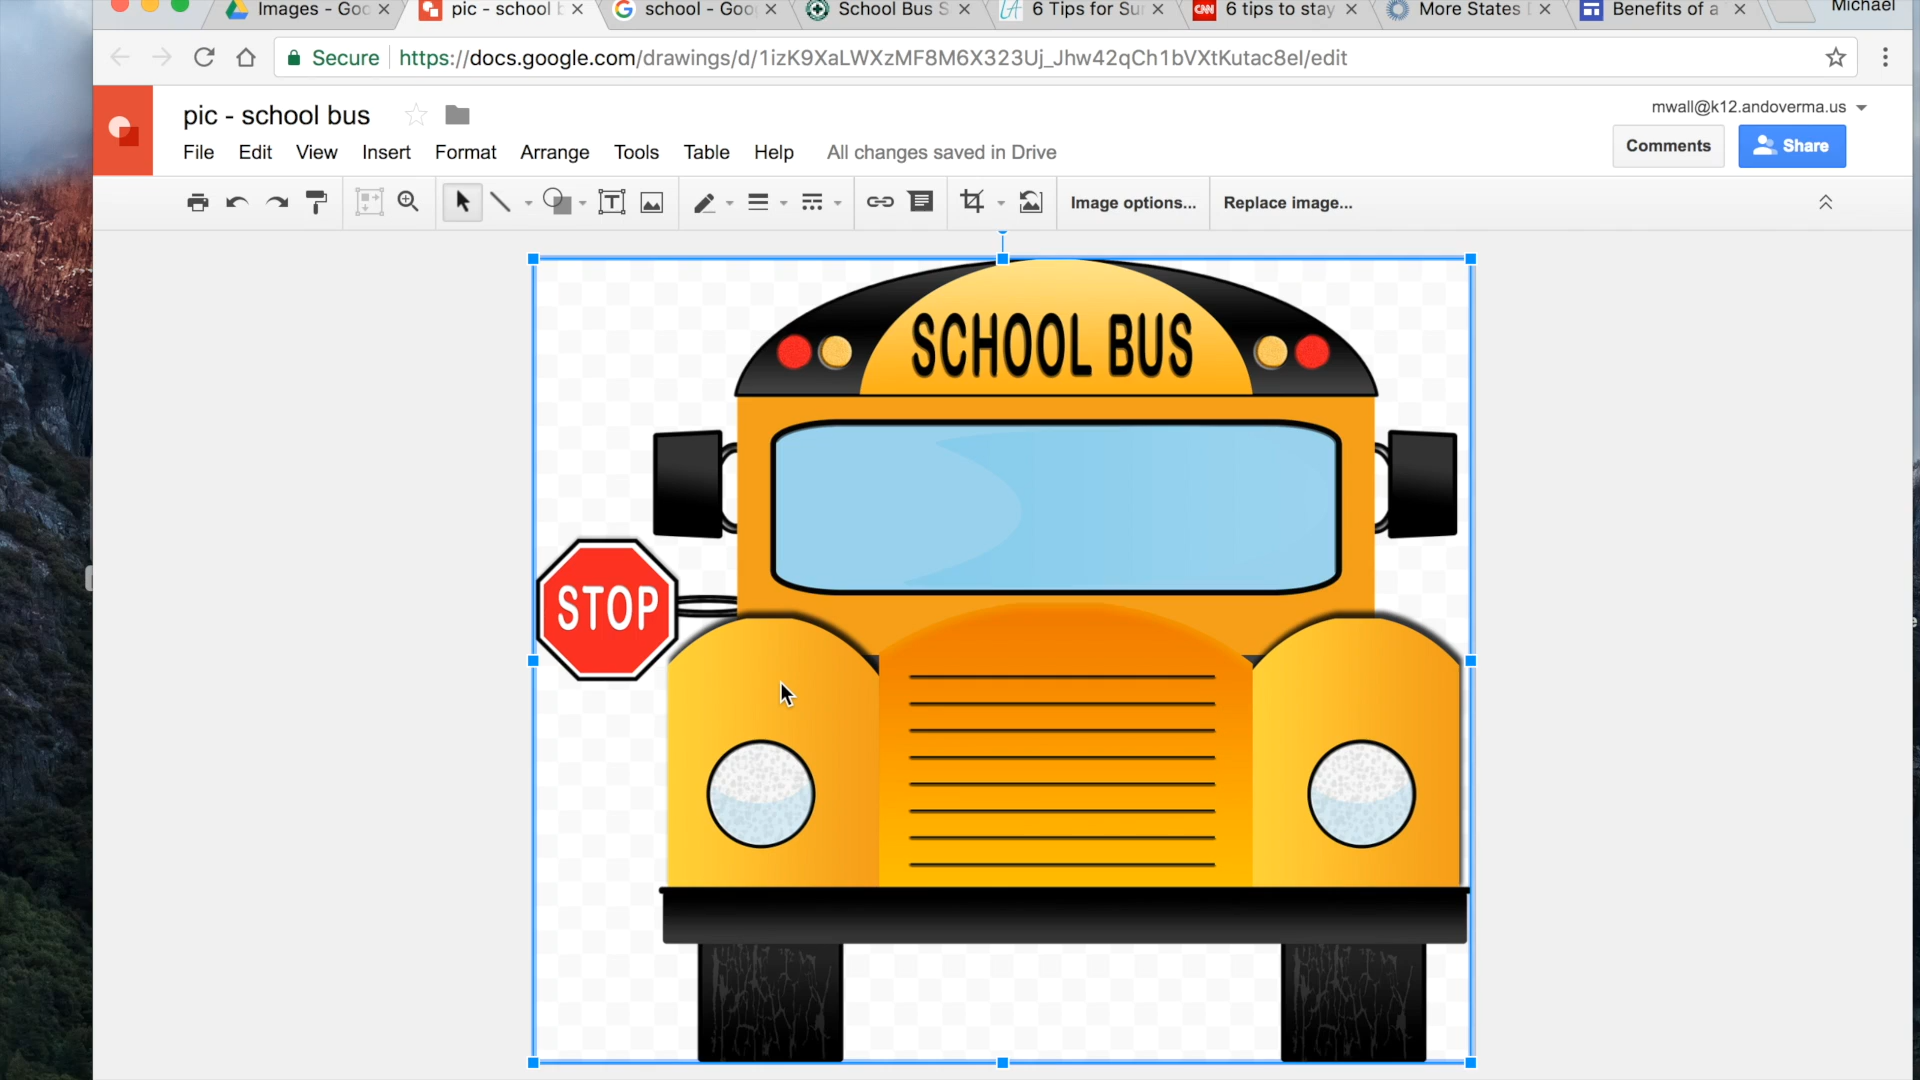 Images - Goo
pic - school b
school - Goo
School Bus S
6 Tips for Su
CNN
6 tips to stay
More States
Benefits of a
Michael
Secure
https://docs.google.com/drawings/d/1izK9XaLWXzMF8M6X323Uj_Jhw42qCh1bVXtKutac8eI/edit
pic - school bus
mwall@k12.andoverma.us
File Edit View Insert Format Arrange Tools Table Help All changes saved in Drive
Comments
Share
Image options...
Replace image...
SCHOOL BUS
STOP